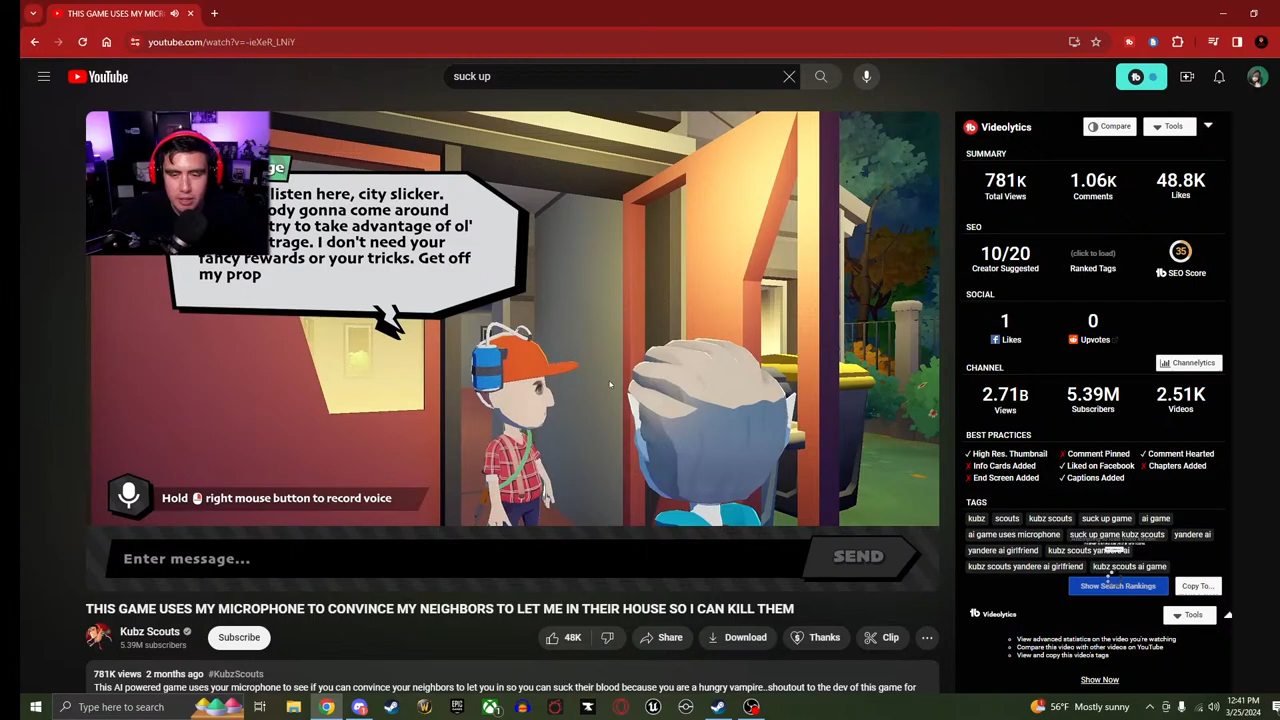 THIS GAME USES MY MICR
youtube.com/watch?v=-ieXeR_LNiY
YouTube
suck up
Videolytics
Compare
Tools
SUMMARY
781K
1.06K
48.8K
Total Views
Comments
Likes
SEO
10/20
(click to load)
35
Creator Suggested
Ranked Tags
tb SEO Score
SOCIAL
1
0
Likes
Upvotes
Channelytics
CHANNEL
2.71B
5.39M
2.51K
Views
Subscribers
Videos
BEST PRACTICES
✓ High Res. Thumbnail
✗ Comment Pinned
✓ Comment Hearted
✗ Info Cards Added
✓ Liked on Facebook
✗ Chapters Added
✗ End Screen Added
✓ Captions Added
TAGS
kubz
scouts
kubz scouts
suck up game
ai game
ai game uses microphone
suck up game kubz scouts
yandere ai
yandere ai girlfriend
kubz scouts yandere ai
kubz scouts yandere ai girlfriend
kubz scouts ai game
Show Search Rankings
Copy To...
Videolytics
Tools
View advanced statistics on the video you're watching
Compare this video with other videos on YouTube
View and copy this video's tags
Show Now
ge
listen here, city slicker.
ody gonna come around
try to take advantage of ol'
trage. I don't need your
fancy rewards or your tricks. Get off
my prop
Hold right mouse button to record voice
Enter message...
SEND
THIS GAME USES MY MICROPHONE TO CONVINCE MY NEIGHBORS TO LET ME IN THEIR HOUSE SO I CAN KILL THEM
Kubz Scouts
5.39M subscribers
Subscribe
48K
Share
Download
Thanks
Clip
781K views 2 months ago #KubzScouts
This AI powered game uses your microphone to see if you can convince your neighbors to let you in so you can suck their blood because you are a hungry vampire..shoutout to the dev of this game for
Type here to search
56°F Mostly sunny
12:41 PM
3/25/2024